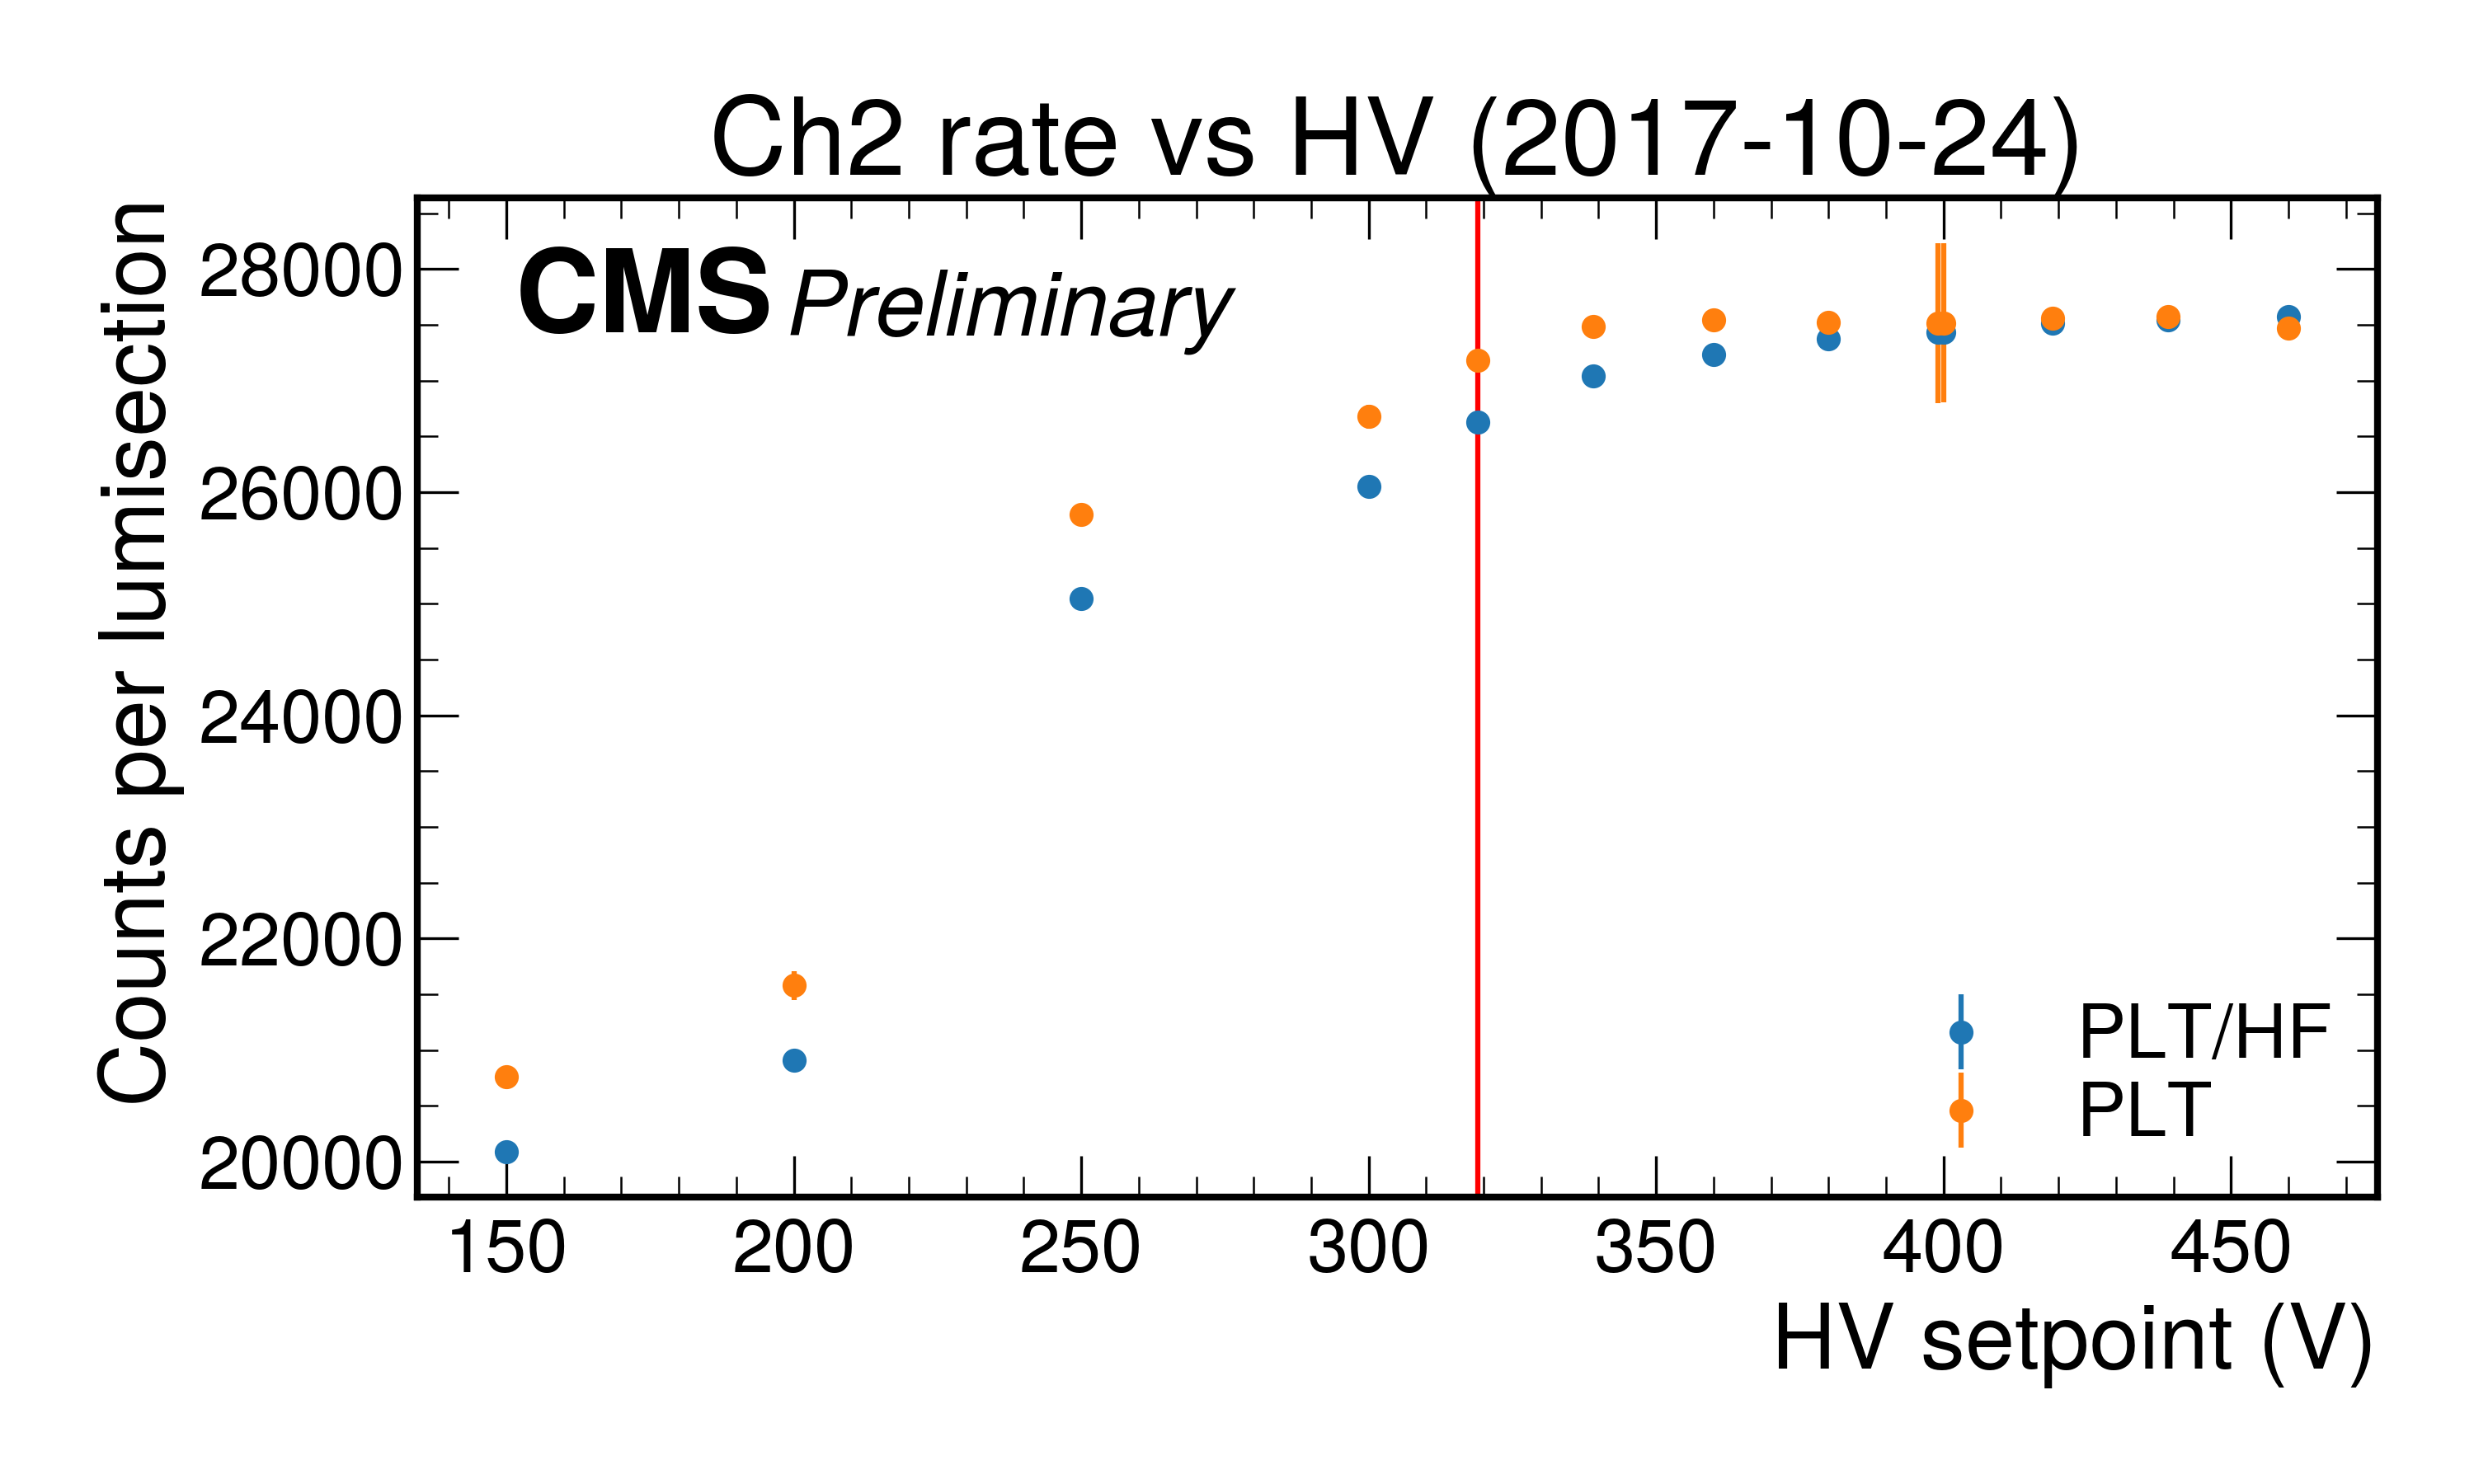 Ch2 rate vs HV (2017-10-24)
CMS Preliminary
Counts per lumisection
28000
26000
24000
22000
20000
PLT/HF
PLT
150 200 250 300 350 400 450
HV setpoint (V)